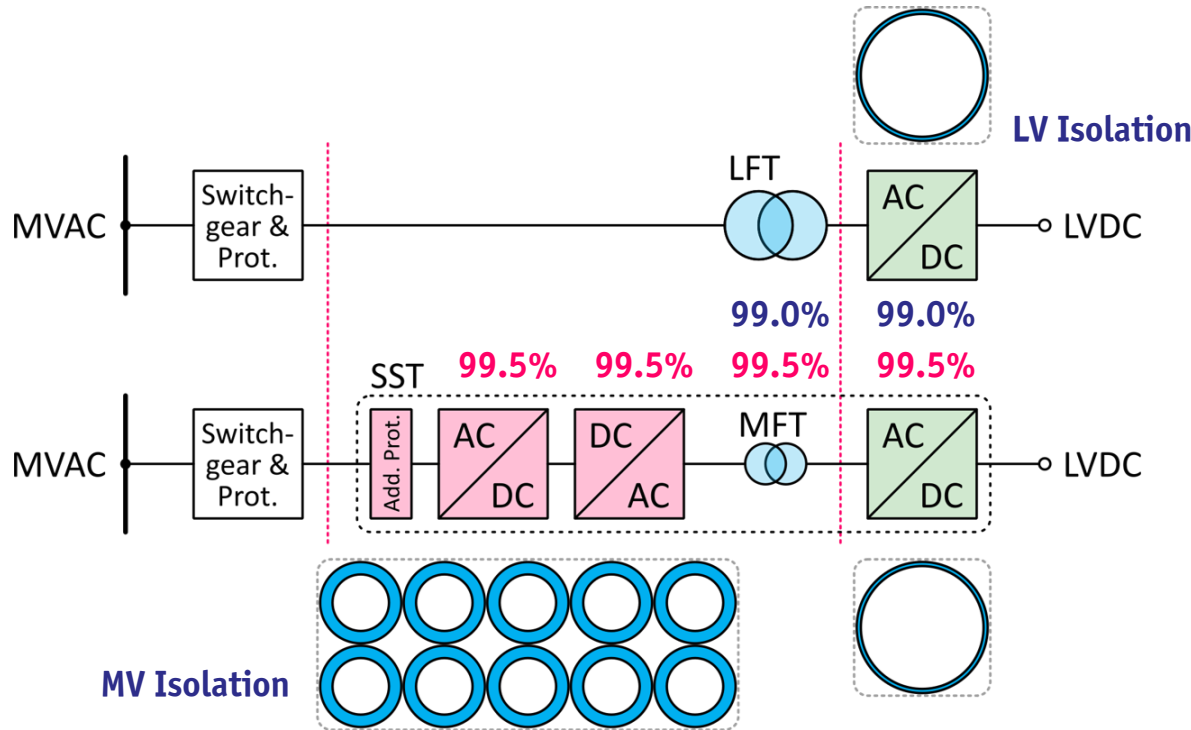 LV Isolation
LFT
MVAC
Switch-
gear &
Prot.
AC
DC
LVDC
99.0%
99.0%
99.5%
99.5%
99.5%
99.5%
SST
MFT
MVAC
Switch-
gear &
Prot.
Add. Prot.
AC
DC
DC
AC
AC
DC
LVDC
MV Isolation